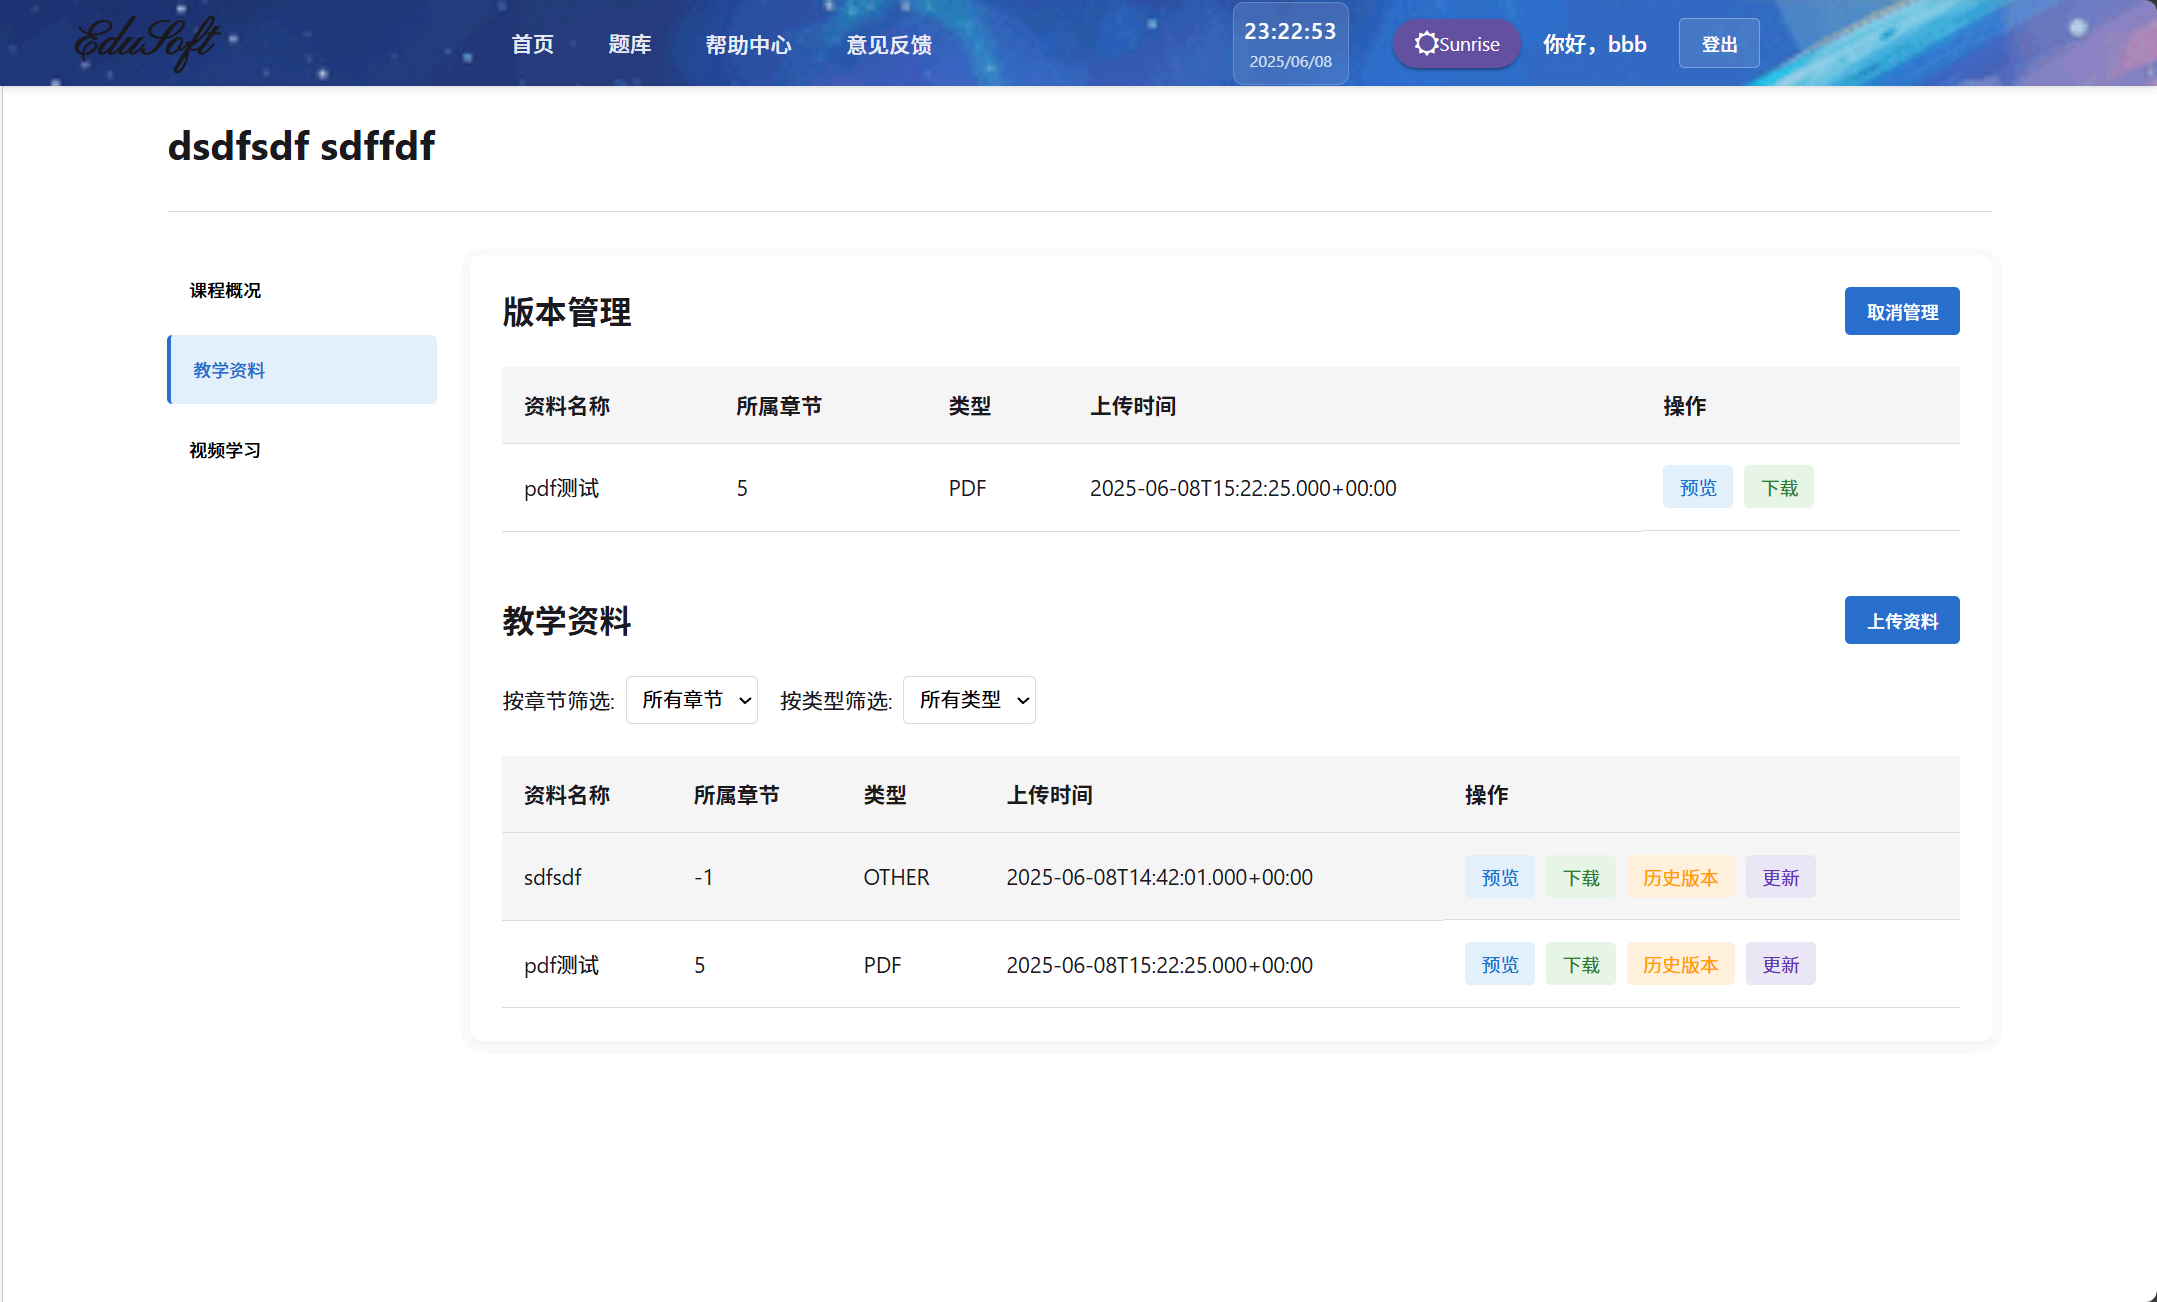 EduSoft 首页 题库 帮助中心 意见反馈 23:22:53 Sunrise 你好，bbb 登出
2025/06/08
dsdfsdf sdffdf
课程概况
教学资料
视频学习
版本管理 取消管理
资料名称 所属章节 类型 上传时间 操作
pdf测试 5 PDF 2025-06-08T15:22:25.000+00:00 预览 下载
教学资料 上传资料
按章节筛选: 所有章节 按类型筛选: 所有类型
资料名称 所属章节 类型 上传时间 操作
sdfsdf -1 OTHER 2025-06-08T14:42:01.000+00:00 预览 下载 历史版本 更新
pdf测试 5 PDF 2025-06-08T15:22:25.000+00:00 预览 下载 历史版本 更新